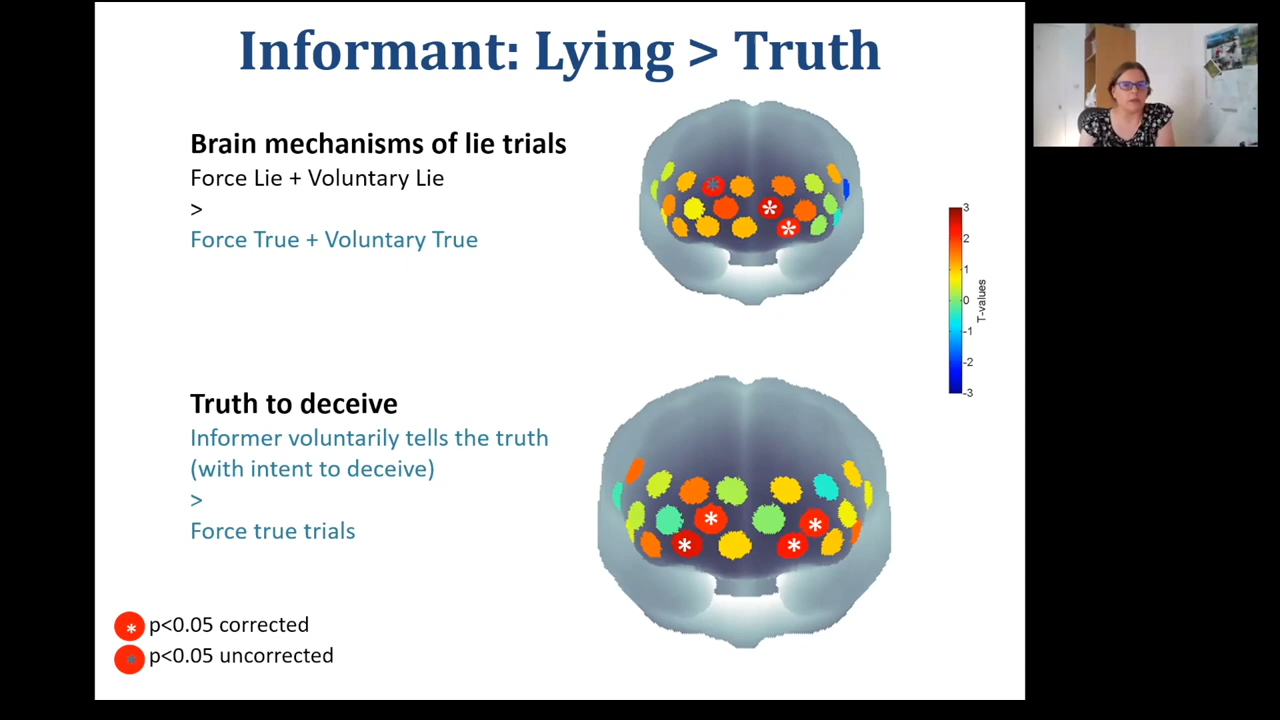 Informant: Lying > Truth
Brain mechanisms of lie trials
Force Lie + Voluntary Lie
>
Force True + Voluntary True
*
*
*
3
2
1
0
-1
-2
-3
T-values
Truth to deceive
Informer voluntarily tells the truth
(with intent to deceive)
>
Force true trials
*
*
*
*
* p<0.05 corrected
* p<0.05 uncorrected